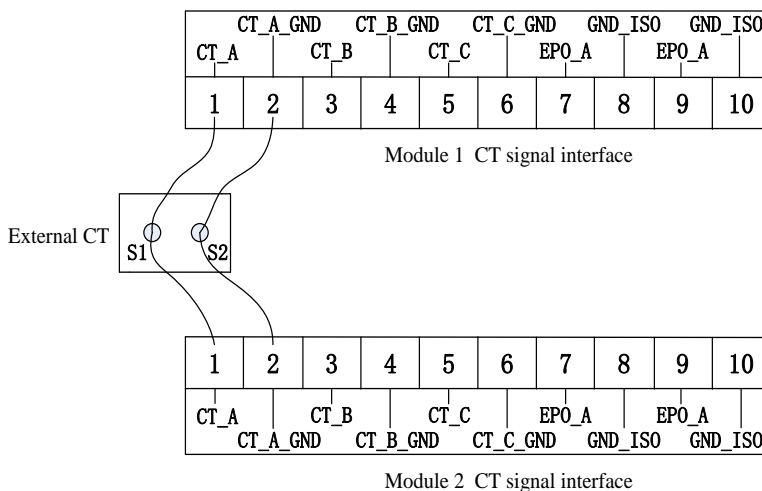 CT_A_GND CT_B_GND CT_C_GND GND_ISO GND_ISO
CT_A CT_B CT_C EPO_A EPO_A
1 2 3 4 5 6 7 8 9 10
Module 1 CT signal interface
External CT
S1 S2
1 2 3 4 5 6 7 8 9 10
CT_A CT_B CT_C EPO_A EPO_A
CT_A_GND CT_B_GND CT_C_GND GND_ISO GND_ISO
Module 2 CT signal interface